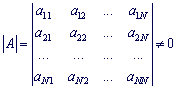 |A| = | a₁₁ a₁₂ ... a₁N |
| a₂₁ a₂₂ ... a₂N |
| ... ... ... ... |
| aN₁ aN₂ ... aNN | ≠ 0